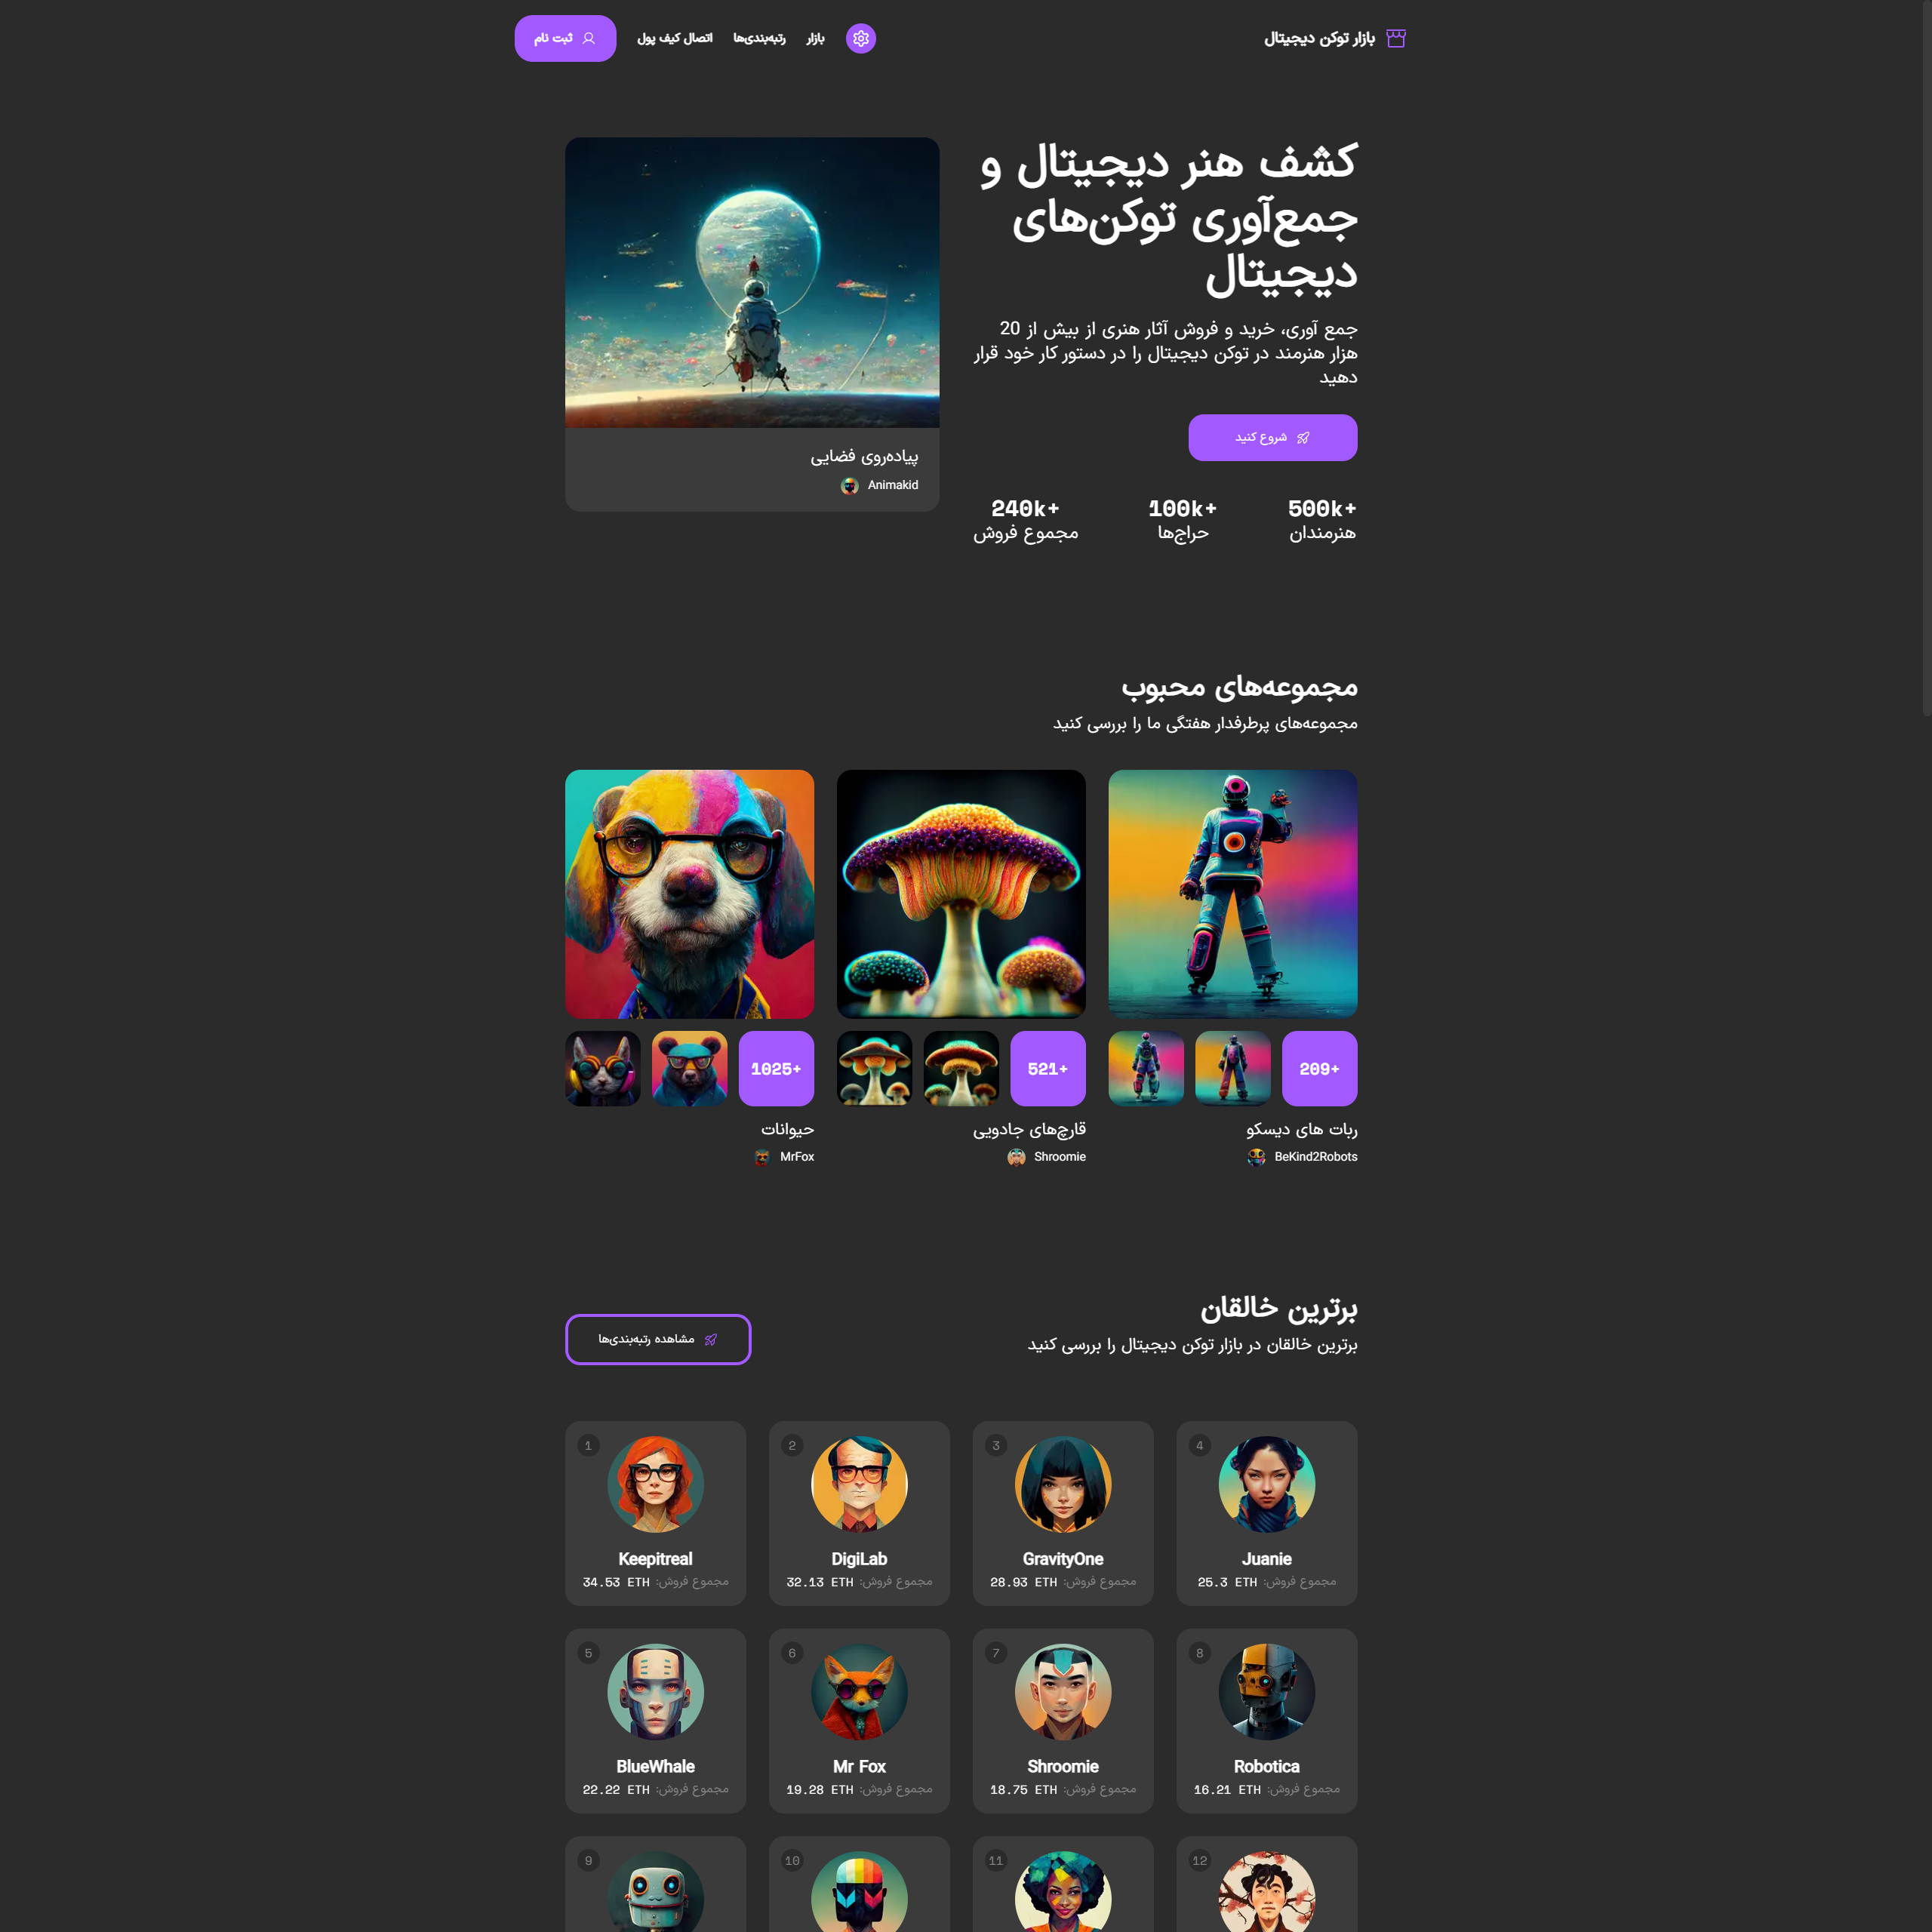 بازار توکن دیجیتال
بازار
رتبه‌بندی‌ها
اتصال کیف پول
ثبت نام
کشف هنر دیجیتال و
جمع‌آوری توکن‌های
دیجیتال
جمع آوری، خرید و فروش آثار هنری از بیش از 20
هزار هنرمند در توکن دیجیتال را در دستور کار خود قرار
دهید
شروع کنید
500k+
هنرمندان
100k+
حراج‌ها
240k+
مجموع فروش
پیاده‌روی فضایی
Animakid
مجموعه‌های محبوب
مجموعه‌های پرطرفدار هفتگی ما را بررسی کنید
209+
ربات های دیسکو
BeKind2Robots
521+
قارچ‌های جادویی
Shroomie
1025+
حیوانات
MrFox
برترین خالقان
برترین خالقان در بازار توکن دیجیتال را بررسی کنید
مشاهده رتبه‌بندی‌ها
1
Keepitreal
مجموع فروش: 34.53 ETH
2
DigiLab
مجموع فروش: 32.13 ETH
3
GravityOne
مجموع فروش: 28.93 ETH
4
Juanie
مجموع فروش: 25.3 ETH
5
BlueWhale
مجموع فروش: 22.22 ETH
6
Mr Fox
مجموع فروش: 19.28 ETH
7
Shroomie
مجموع فروش: 18.75 ETH
8
Robotica
مجموع فروش: 16.21 ETH
9
10
11
12